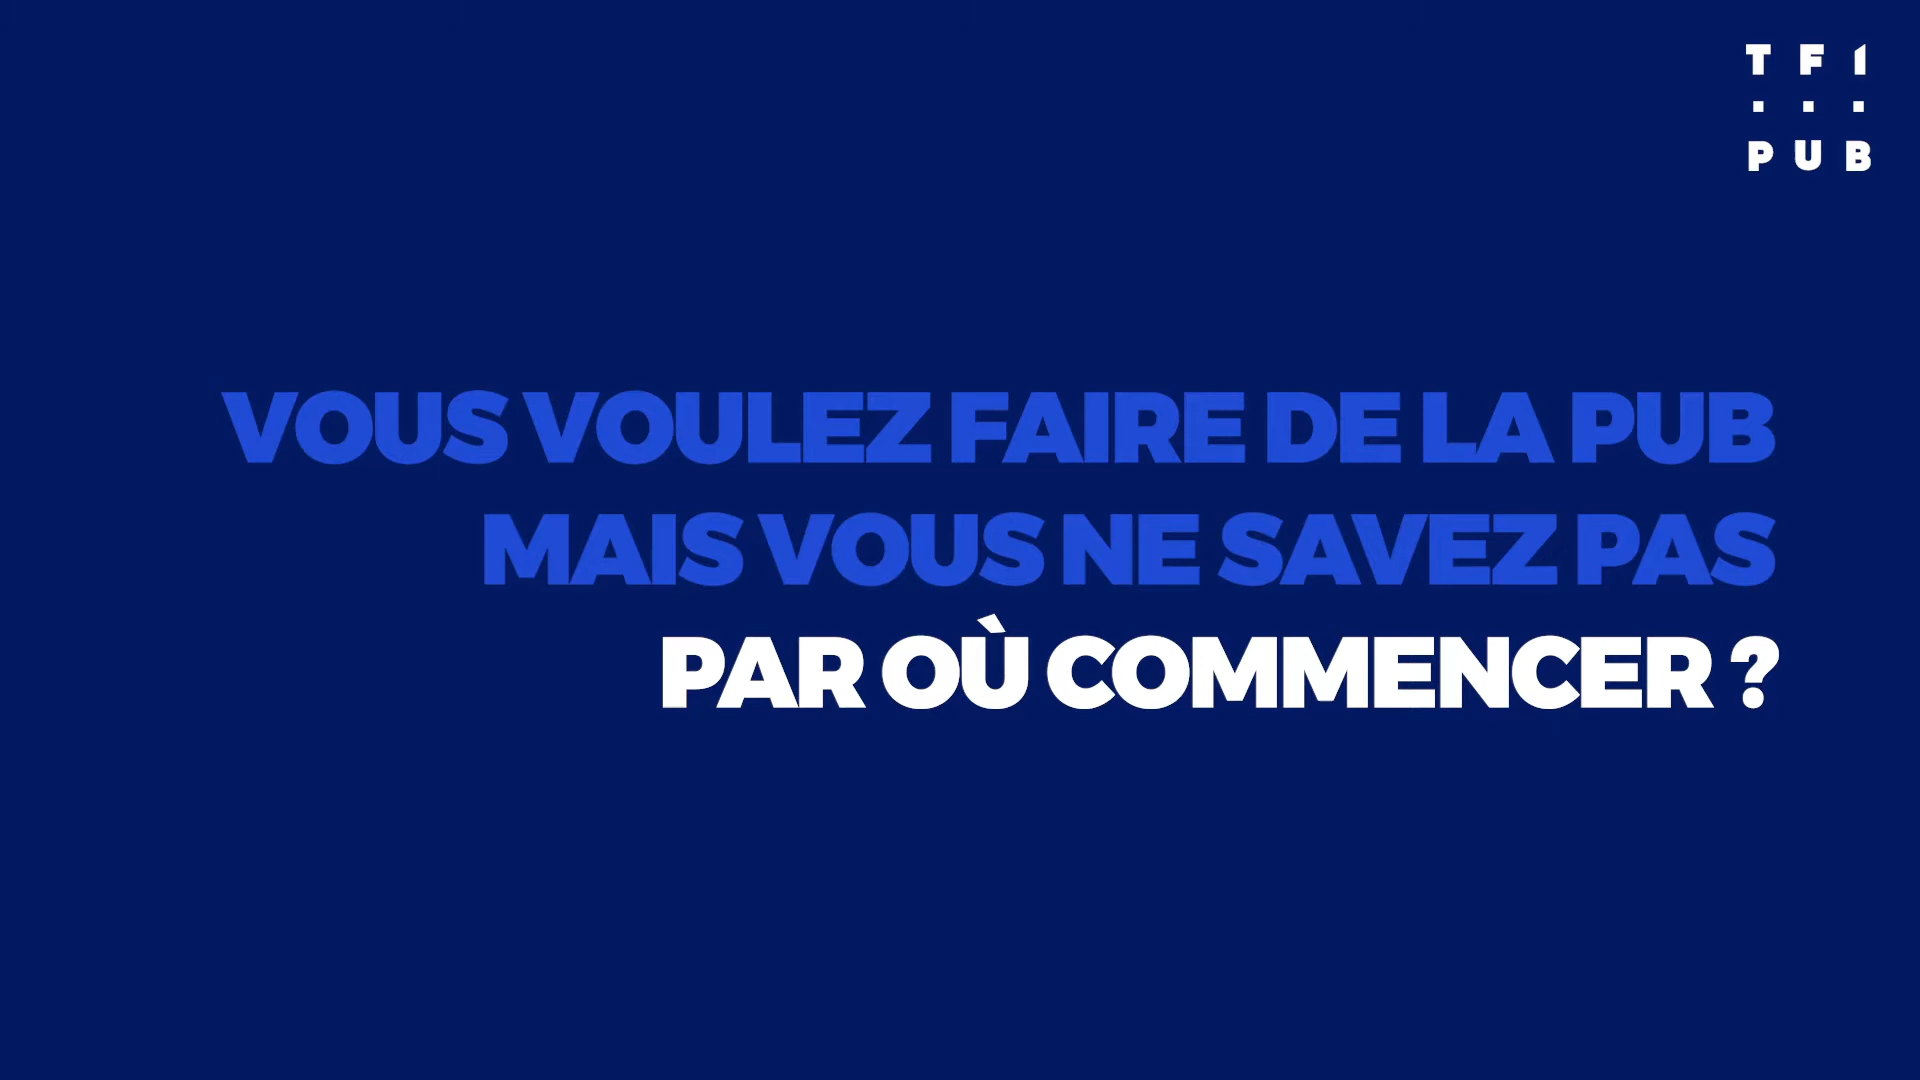 TF1
PUB
VOUS VOULEZ FAIRE DE LA PUB
MAIS VOUS NE SAVEZ PAS
PAR OÙ COMMENCER ?